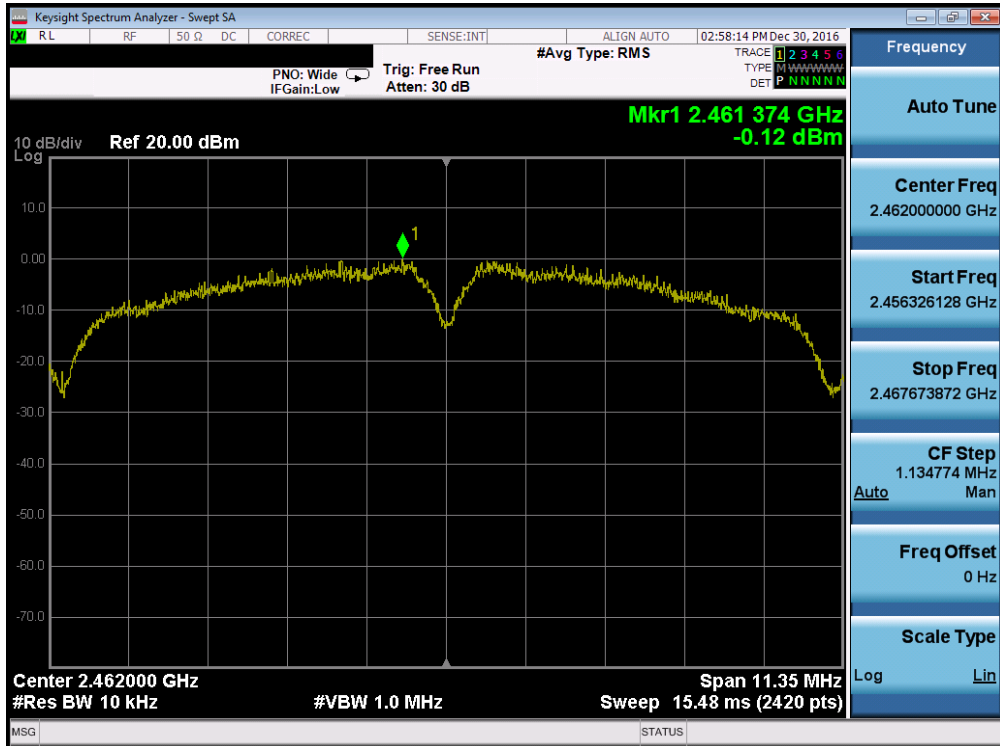 Keysight Spectrum Analyzer - Swept SA
LXI RL RF 50 Ω DC CORREC SENSE:INT ALIGN AUTO 02:58:14 PM Dec 30, 2016
PNO: Wide
IFGain:Low
Trig: Free Run
Atten: 30 dB
#Avg Type: RMS
TRACE 1 2 3 4 5 6
TYPE M WWWWW
DET P N N N N N
Mkr1 2.461 374 GHz
-0.12 dBm
10 dB/div Ref 20.00 dBm
Log
10.0
0.00
-10.0
-20.0
-30.0
-40.0
-50.0
-60.0
-70.0
1
Center 2.462000 GHz Span 11.35 MHz
#Res BW 10 kHz #VBW 1.0 MHz Sweep 15.48 ms (2420 pts)
MSG STATUS
Frequency
Auto Tune
Center Freq
2.462000000 GHz
Start Freq
2.456326128 GHz
Stop Freq
2.467673872 GHz
CF Step
1.134774 MHz
Auto Man
Freq Offset
0 Hz
Scale Type
Log Lin